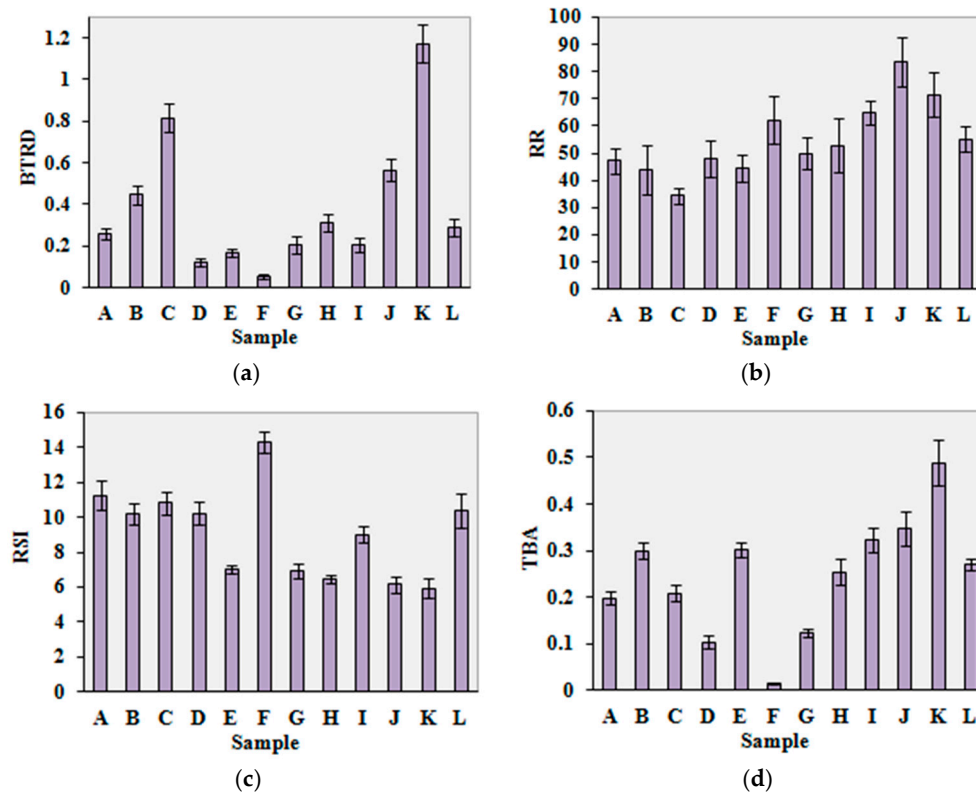 BTRD
1.2
1
0.8
0.6
0.4
0.2
0
A B C D E F G H I J K L
Sample
(a)
RR
100
90
80
70
60
50
40
30
20
10
0
A B C D E F G H I J K L
Sample
(b)
RSI
16
14
12
10
8
6
4
2
0
A B C D E F G H I J K L
Sample
(c)
TBA
0.6
0.5
0.4
0.3
0.2
0.1
0
A B C D E F G H I J K L
Sample
(d)